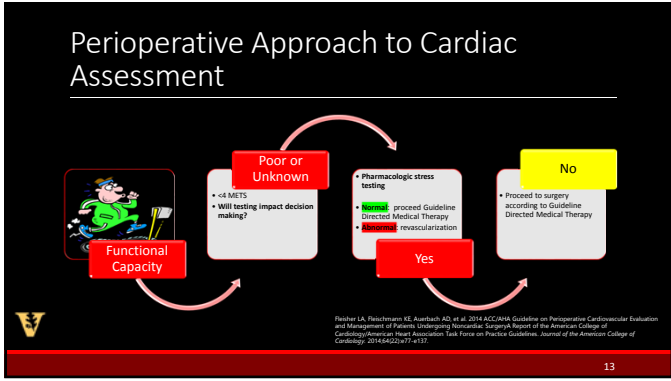 Perioperative Approach to Cardiac
Assessment
Functional
Capacity
Poor or
Unknown
• <4 METS
• Will testing impact decision
making?
• Pharmacologic stress
testing
• Normal: proceed Guideline
Directed Medical Therapy
• Abnormal: revascularization
Yes
No
• Proceed to surgery
according to Guideline
Directed Medical Therapy
Fleisher LA, Fleischmann KE, Auerbach AD, et al. 2014 ACC/AHA Guideline on Perioperative Cardiovascular Evaluation
and Management of Patients Undergoing Noncardiac SurgeryA Report of the American College of
Cardiology/American Heart Association Task Force on Practice Guidelines. Journal of the American College of
Cardiology. 2014;64(22):e77-e137.
V
13